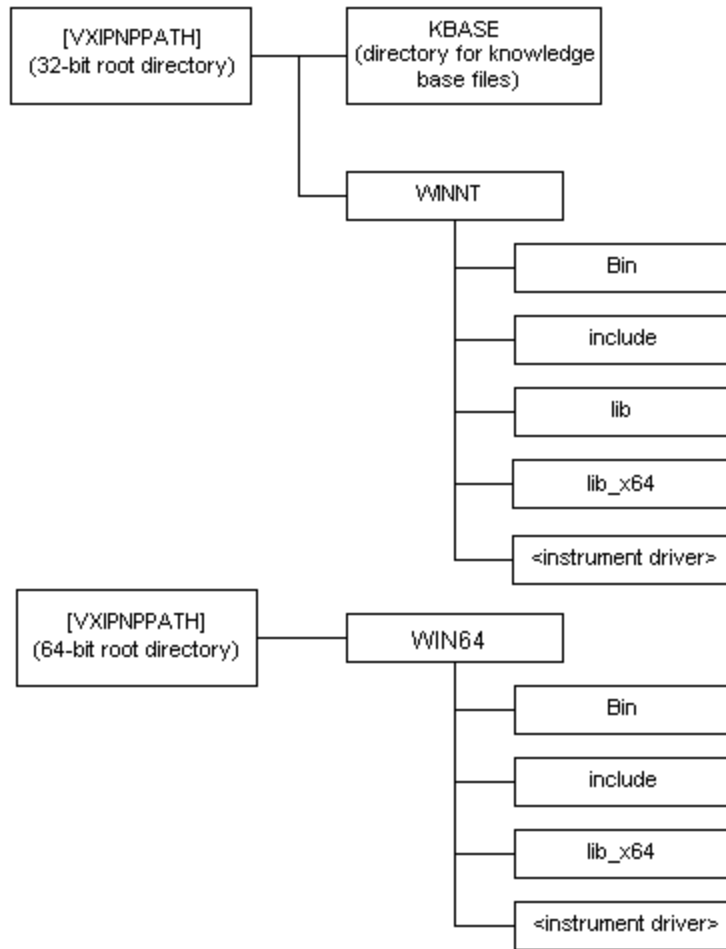 [VXIPNPPATH]
(32-bit root directory)
KBASE
(directory for knowledge
base files)
WINNT
Bin
include
lib
lib_x64
<instrument driver>
[VXIPNPPATH]
(64-bit root directory)
WIN64
Bin
include
lib_x64
<instrument driver>